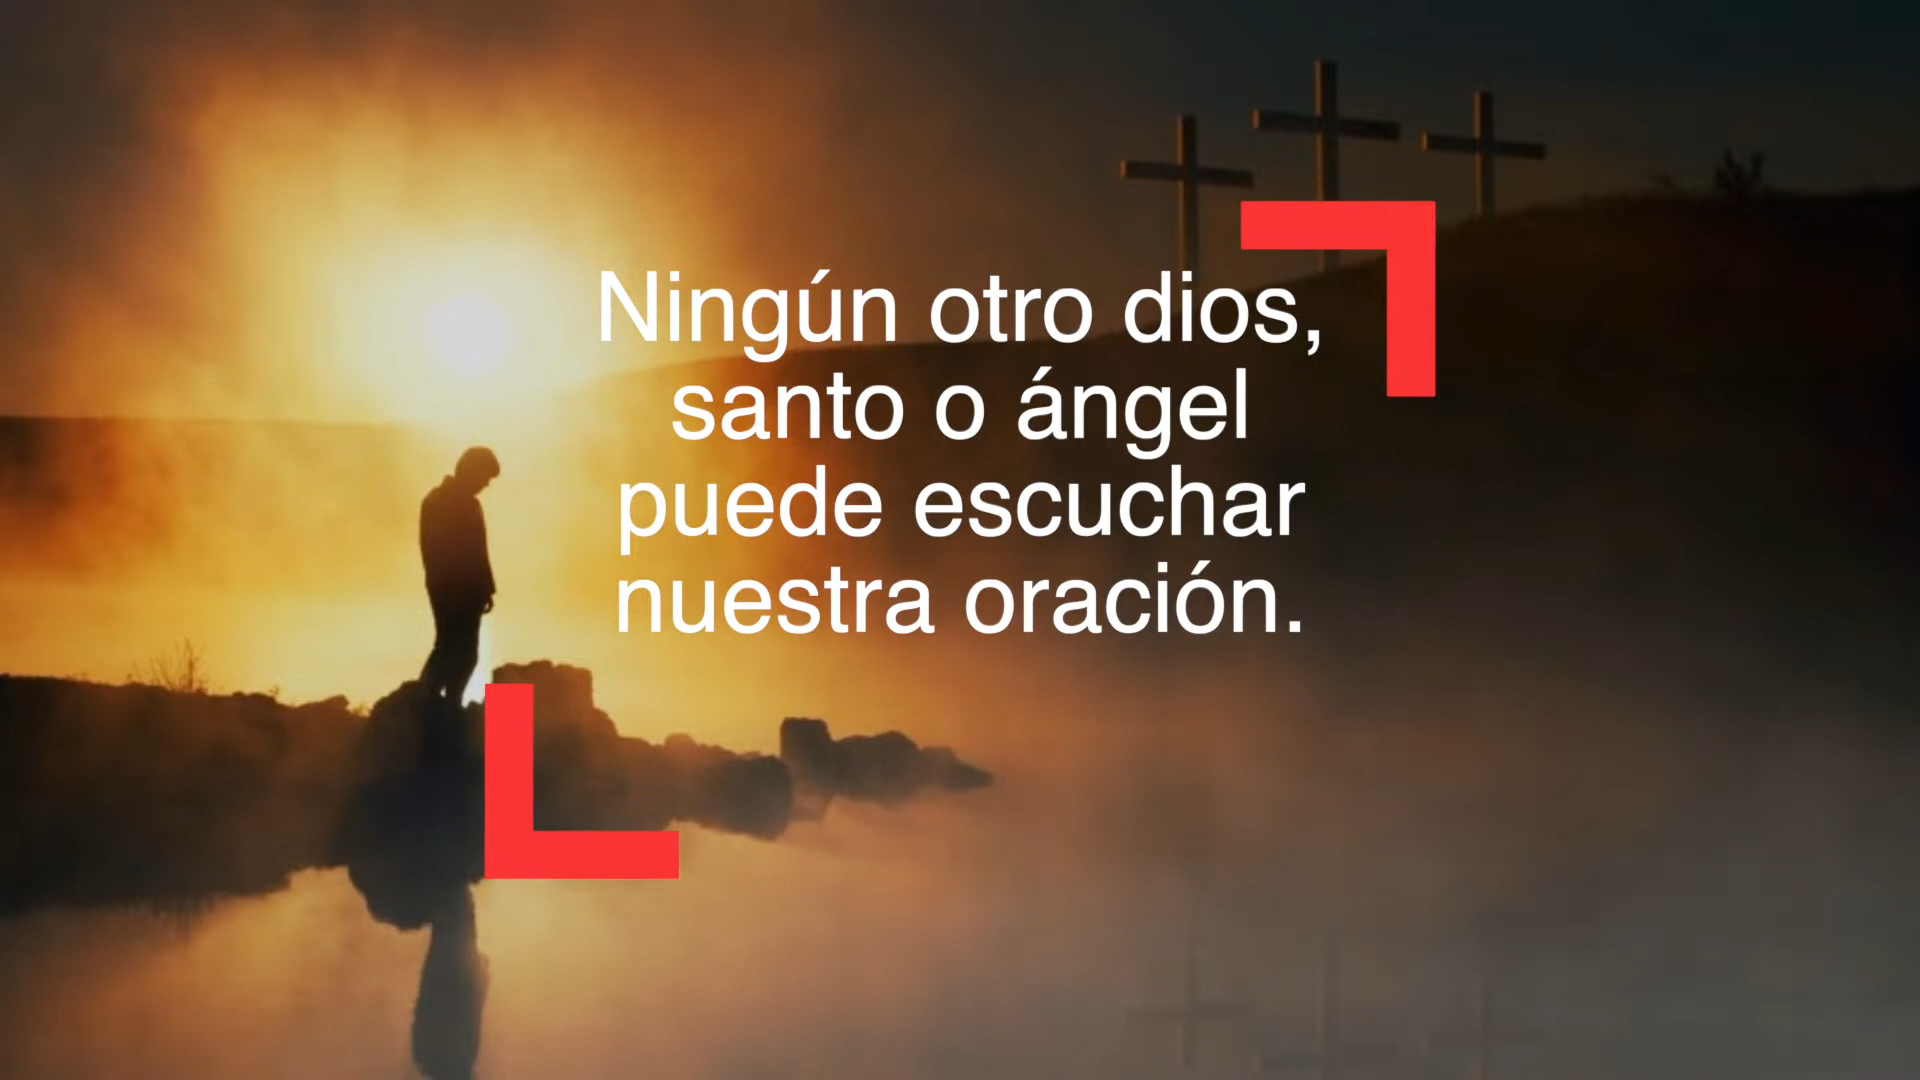 Ningún otro dios,
santo o ángel
puede escuchar
nuestra oración.